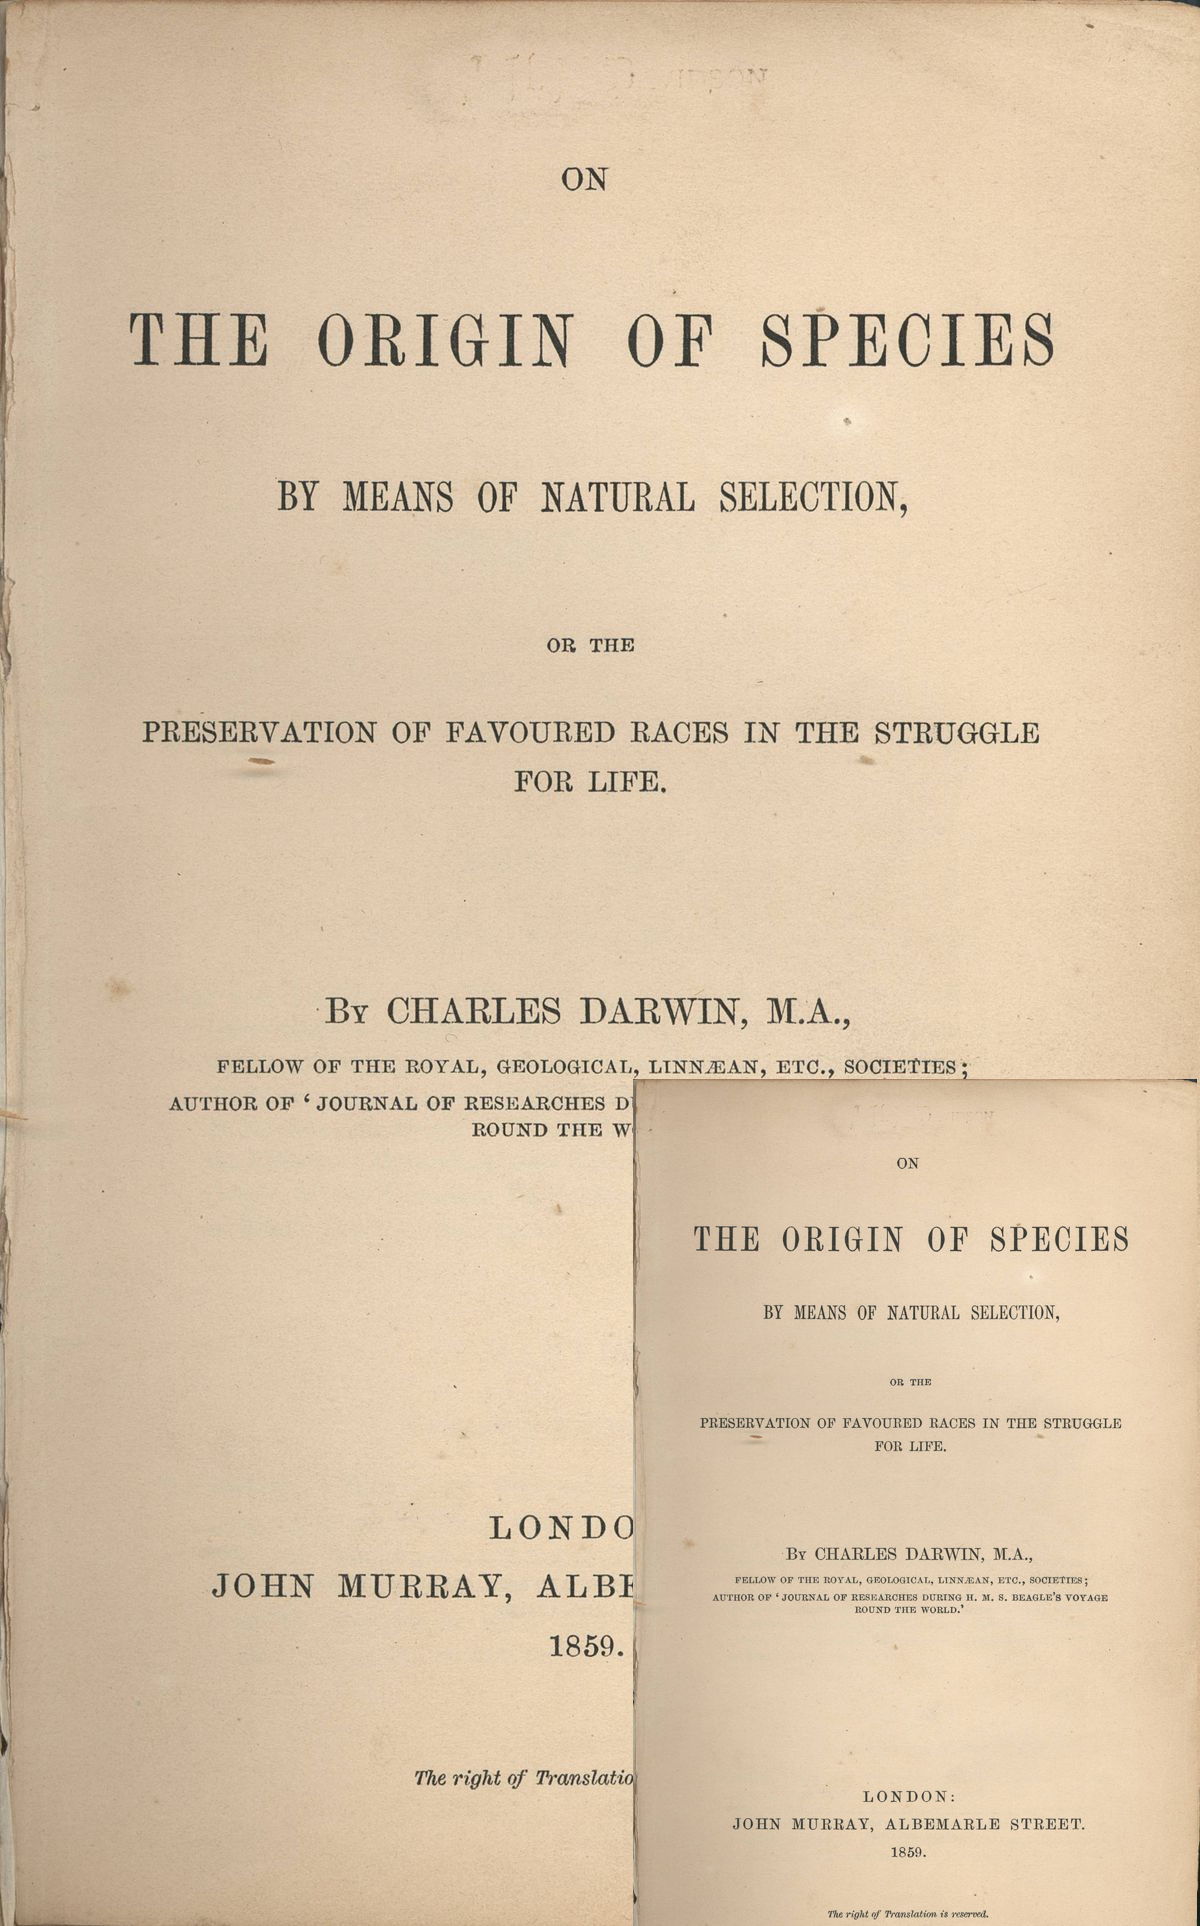 ON
THE ORIGIN OF SPECIES
BY MEANS OF NATURAL SELECTION,
OR THE
PRESERVATION OF FAVOURED RACES IN THE STRUGGLE
FOR LIFE.
By CHARLES DARWIN, M.A.,
FELLOW OF THE ROYAL, GEOLOGICAL, LINNÆAN, ETC., SOCIETIES;
AUTHOR OF ‘JOURNAL OF RESEARCHES D
ROUND THE W
LONDO
JOHN MURRAY, ALBE
1859.
The right of Translatio
ON
THE ORIGIN OF SPECIES
BY MEANS OF NATURAL SELECTION,
OR THE
PRESERVATION OF FAVOURED RACES IN THE STRUGGLE
FOR LIFE.
By CHARLES DARWIN, M.A.,
FELLOW OF THE ROYAL, GEOLOGICAL, LINNÆAN, ETC., SOCIETIES;
AUTHOR OF ‘JOURNAL OF RESEARCHES DURING H. M. S. BEAGLE'S VOYAGE
ROUND THE WORLD.’
LONDON:
JOHN MURRAY, ALBEMARLE STREET.
1859.
The right of Translation is reserved.